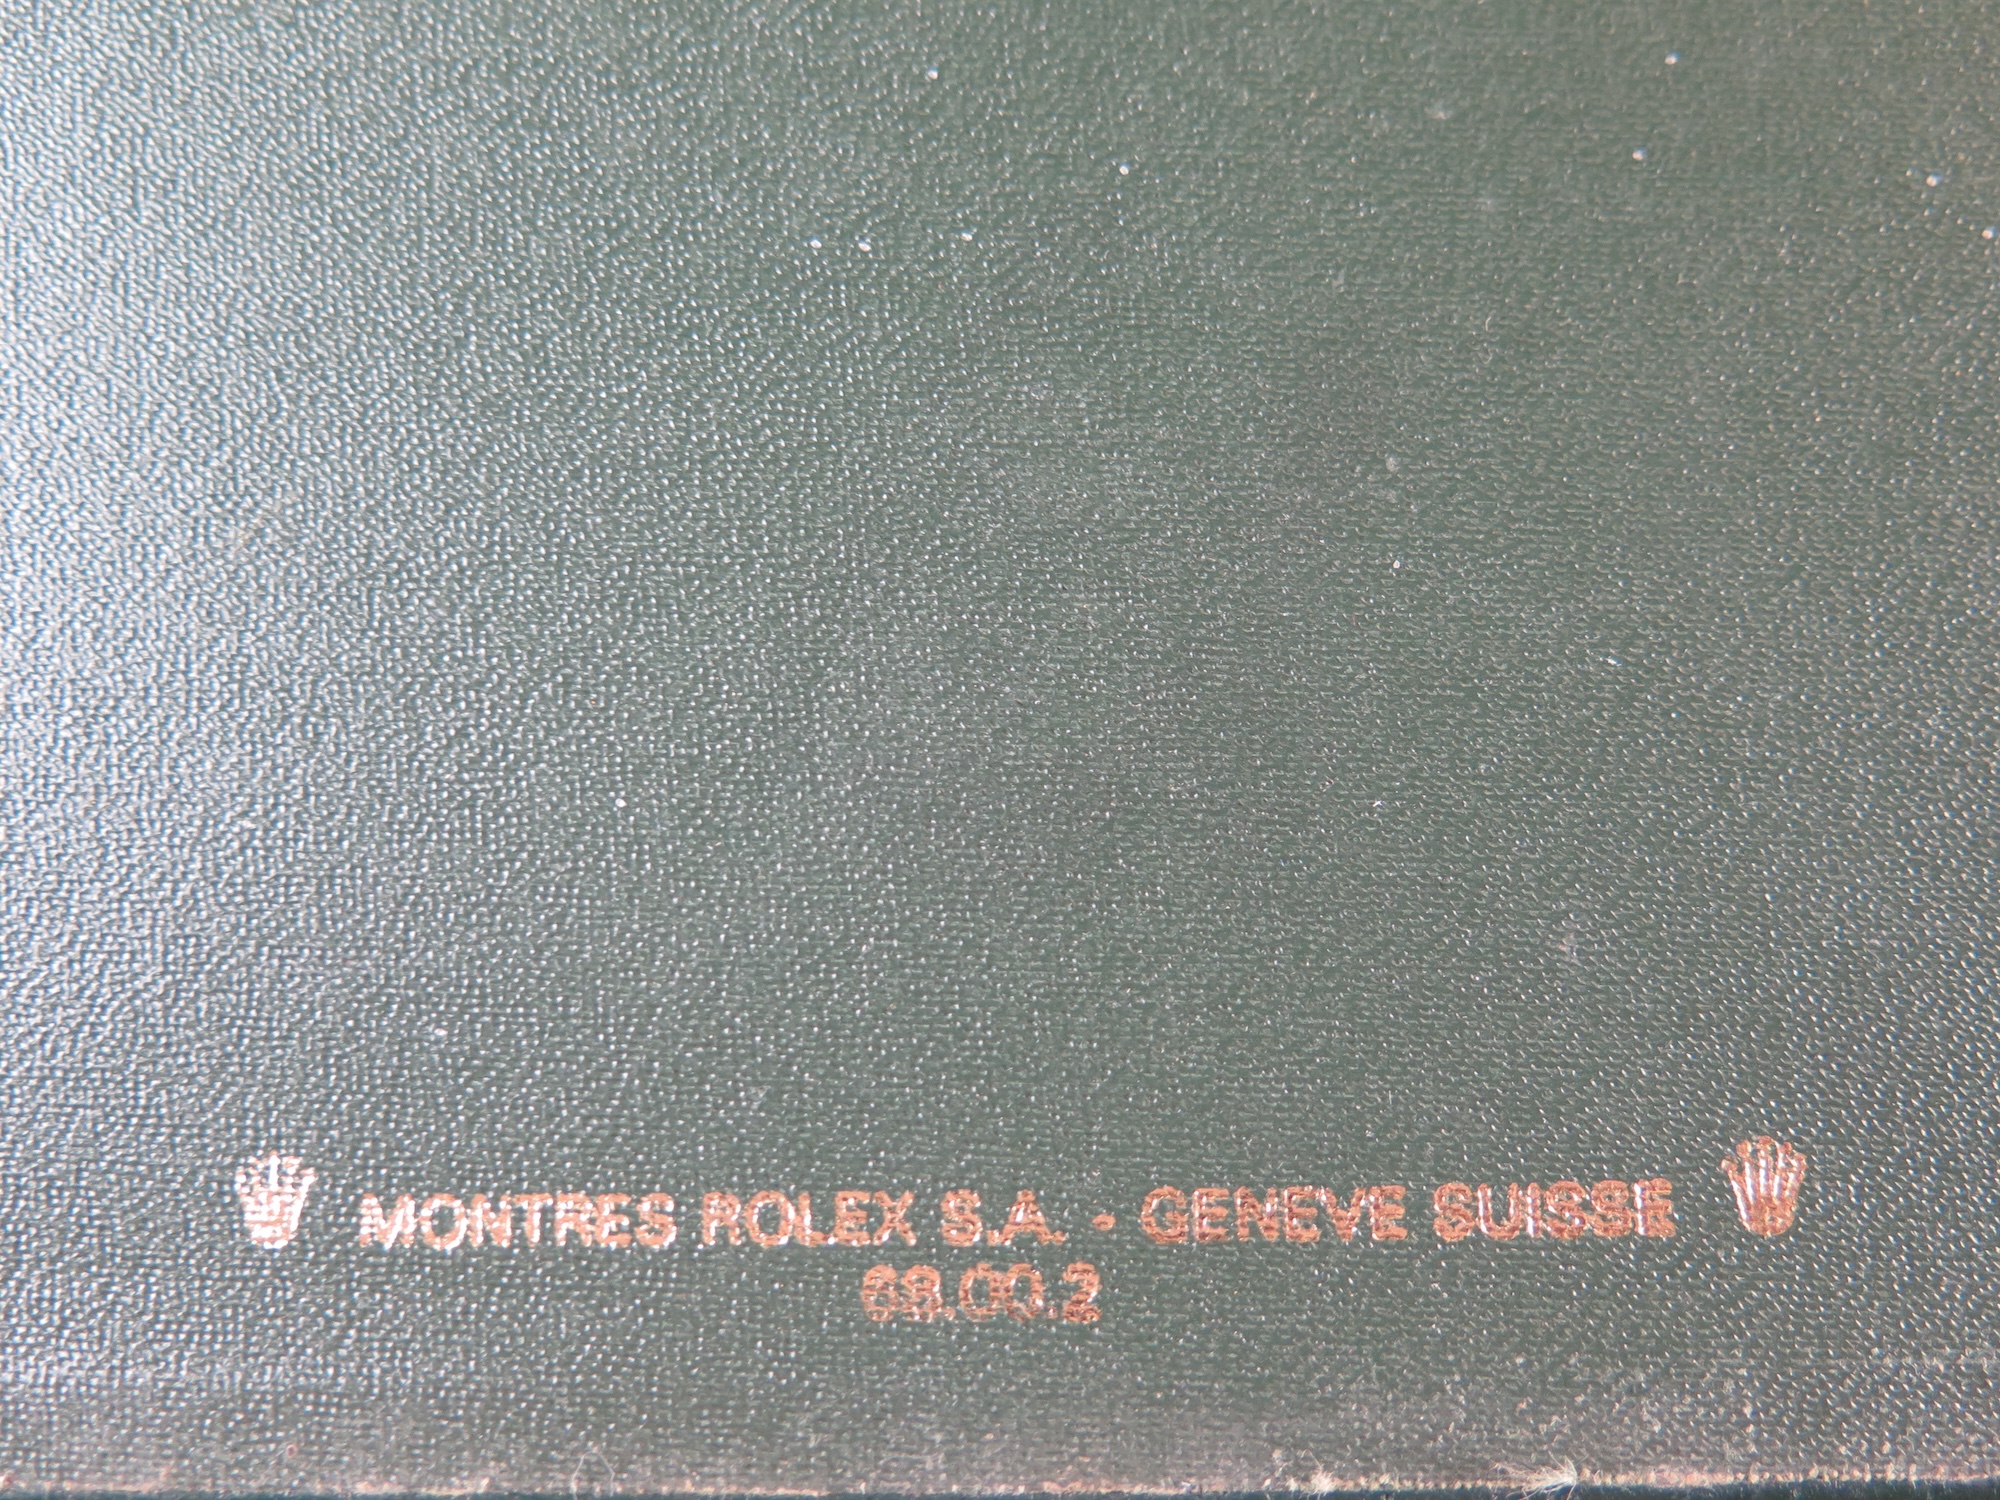 MONTRES ROLEX S.A. · GENEVE SUISSE
68.00.2